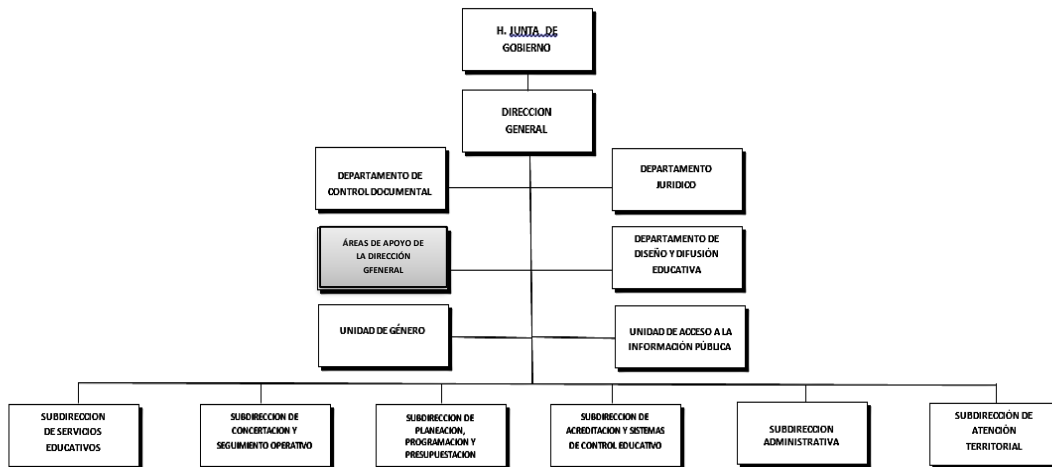 H. JUNTA DE
GOBIERNO
DIRECCION
GENERAL
DEPARTAMENTO DE
CONTROL DOCUMENTAL
DEPARTAMENTO
JURIDICO
ÁREAS DE APOYO DE
LA DIRECCIÓN
GFENERAL
DEPARTAMENTO DE
DISEÑO Y DIFUSIÓN
EDUCATIVA
UNIDAD DE GÉNERO
UNIDAD DE ACCESO A LA
INFORMACIÓN PÚBLICA
SUBDIRECCION
DE SERVICIOS
EDUCATIVOS
SUBDIRECCION DE
CONCERTACION Y
SEGUIMIENTO OPERATIVO
SUBDIRECCION DE
PLANEACION,
PROGRAMACION Y
PRESUPUESTACION
SUBDIRECCION DE
ACREDITACION Y SISTEMAS
DE CONTROL EDUCATIVO
SUBDIRECCION
ADMINISTRATIVA
SUBDIRECCIÓN DE
ATENCIÓN
TERRITORIAL